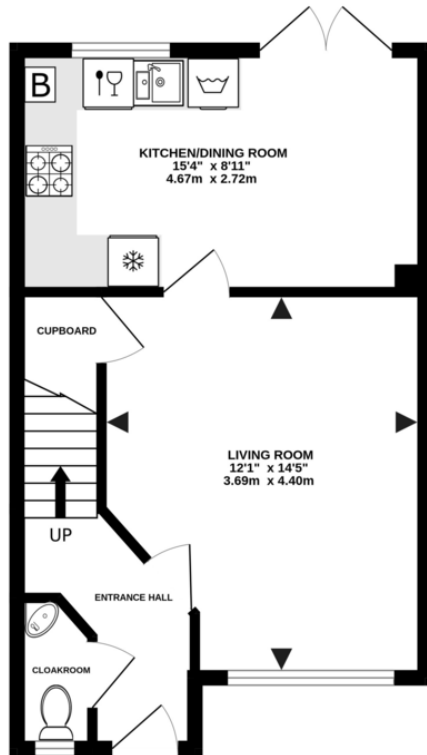 B
KITCHEN/DINING ROOM
15'4" x 8'11"
4.67m x 2.72m
CUPBOARD
LIVING ROOM
12'1" x 14'5"
3.69m x 4.40m
UP
ENTRANCE HALL
CLOAKROOM